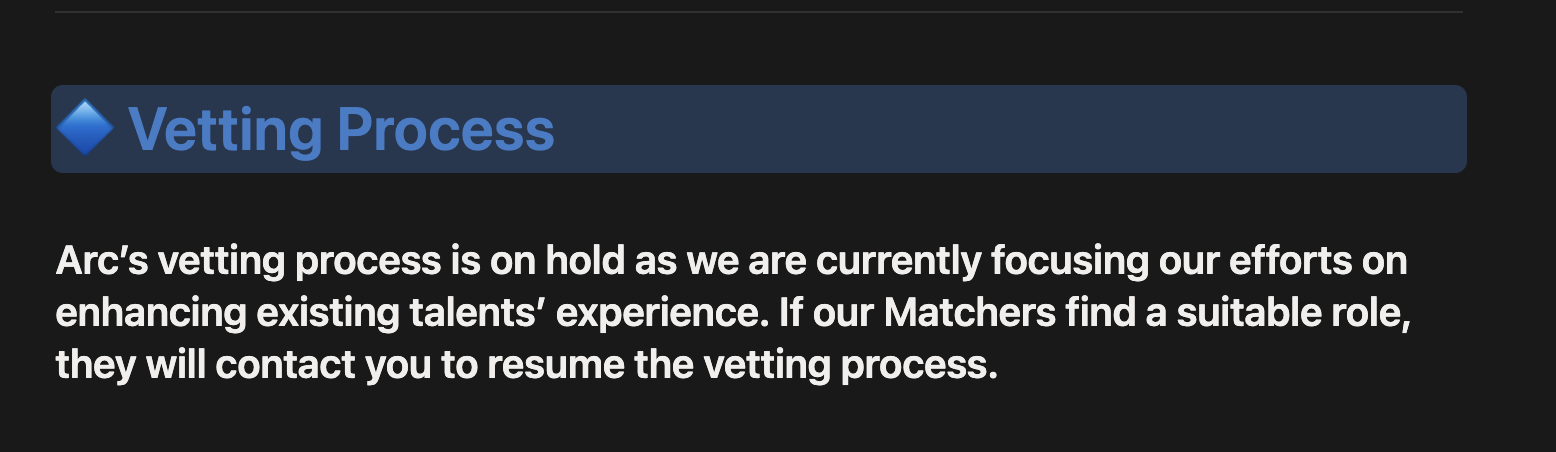 Vetting Process
Arc’s vetting process is on hold as we are currently focusing our efforts on
enhancing existing talents’ experience. If our Matchers find a suitable role,
they will contact you to resume the vetting process.